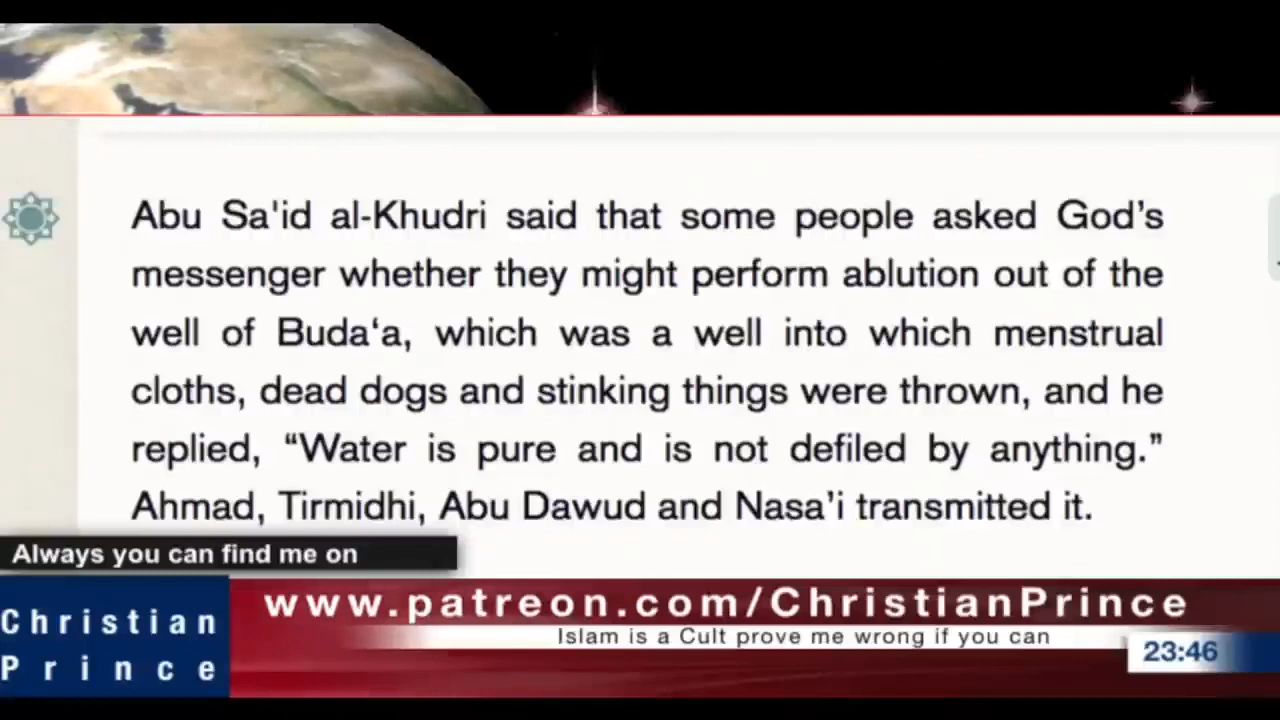 Abu Sa'id al-Khudri said that some people asked God’s
messenger whether they might perform ablution out of the
well of Buda‘a, which was a well into which menstrual
cloths, dead dogs and stinking things were thrown, and he
replied, “Water is pure and is not defiled by anything.”
Ahmad, Tirmidhi, Abu Dawud and Nasa’i transmitted it.
Always you can find me on
Christian
Prince
www.patreon.com/ChristianPrince
Islam is a Cult prove me wrong if you can
23:46